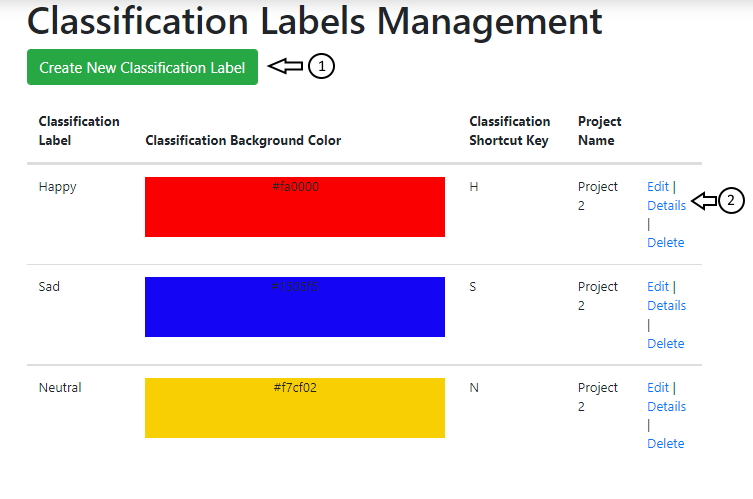 Classification Labels Management
Create New Classification Label
1
Classification Label
Classification Background Color
Classification Shortcut Key
Project Name
Happy
#fa0000
H
Project 2
Edit |
Details
|
Delete
2
Sad
S
Project 2
Edit |
Details
|
Delete
Neutral
#f7cf02
N
Project 2
Edit |
Details
|
Delete